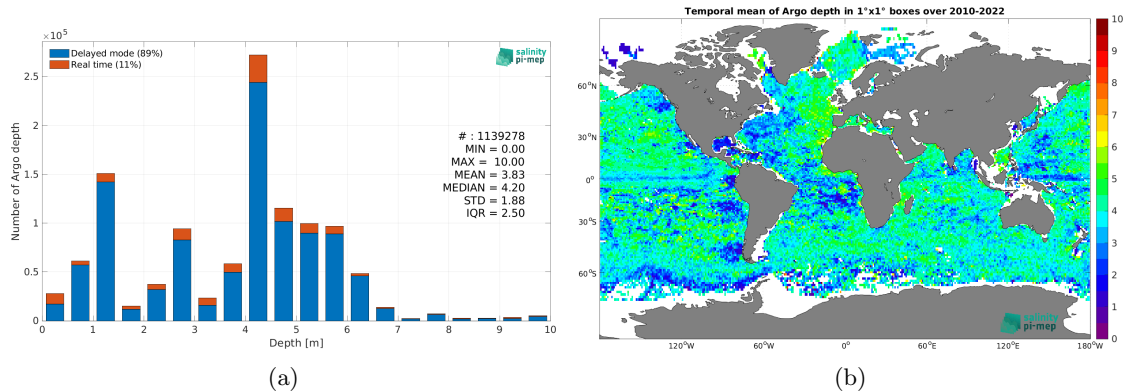 ×10⁵
Delayed mode (89%)
Real time (11%)
salinity
pi-mep
# : 1139278
MIN = 0.00
MAX = 10.00
MEAN = 3.83
MEDIAN = 4.20
STD = 1.88
IQR = 2.50
Number of Argo depth
2.5
2
1.5
1
0.5
0
0 1 2 3 4 5 6 7 8 9 10
Depth [m]
(a)
Temporal mean of Argo depth in 1°x1° boxes over 2010-2022
60°N
30°N
0°
30°S
60°S
120°W 60°W 0° 60°E 120°E 180°W
salinity
pi-mep
10
9
8
7
6
5
4
3
2
1
0
(b)